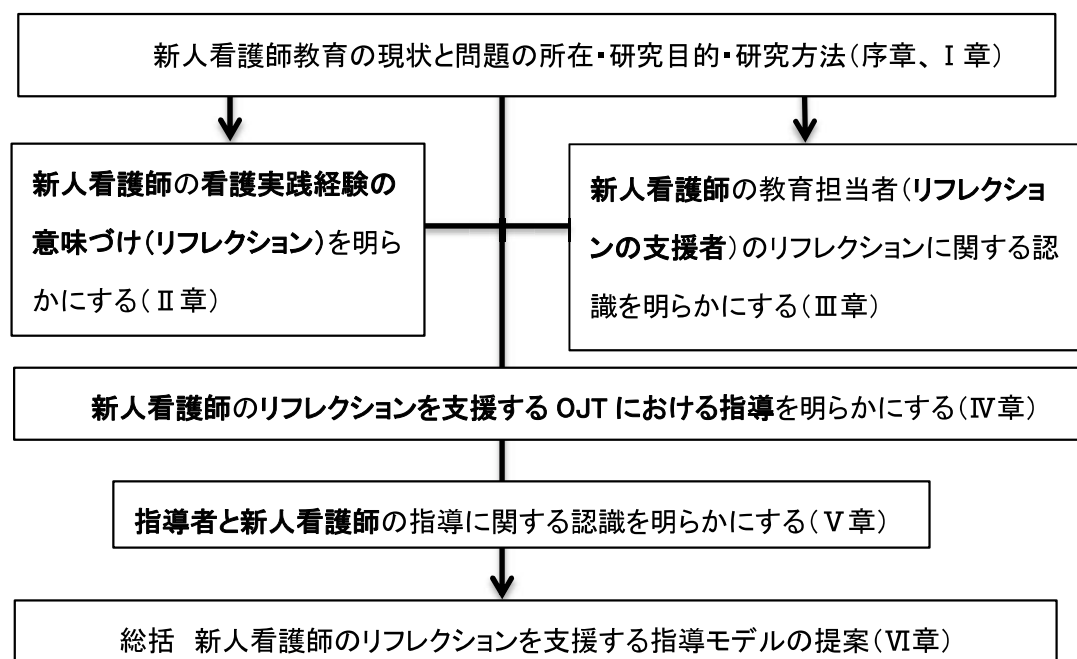 新人看護師教育の現状と問題の所在・研究目的・研究方法(序章、Ⅰ章)
新人看護師の看護実践経験の
意味づけ(リフレクション)を明ら
かにする(Ⅱ章)
新人看護師の教育担当者(リフレクショ
ンの支援者)のリフレクションに関する認
識を明らかにする(Ⅲ章)
新人看護師のリフレクションを支援する OJT における指導を明らかにする(Ⅳ章)
指導者と新人看護師の指導に関する認識を明らかにする(Ⅴ章)
総括 新人看護師のリフレクションを支援する指導モデルの提案(Ⅵ章)